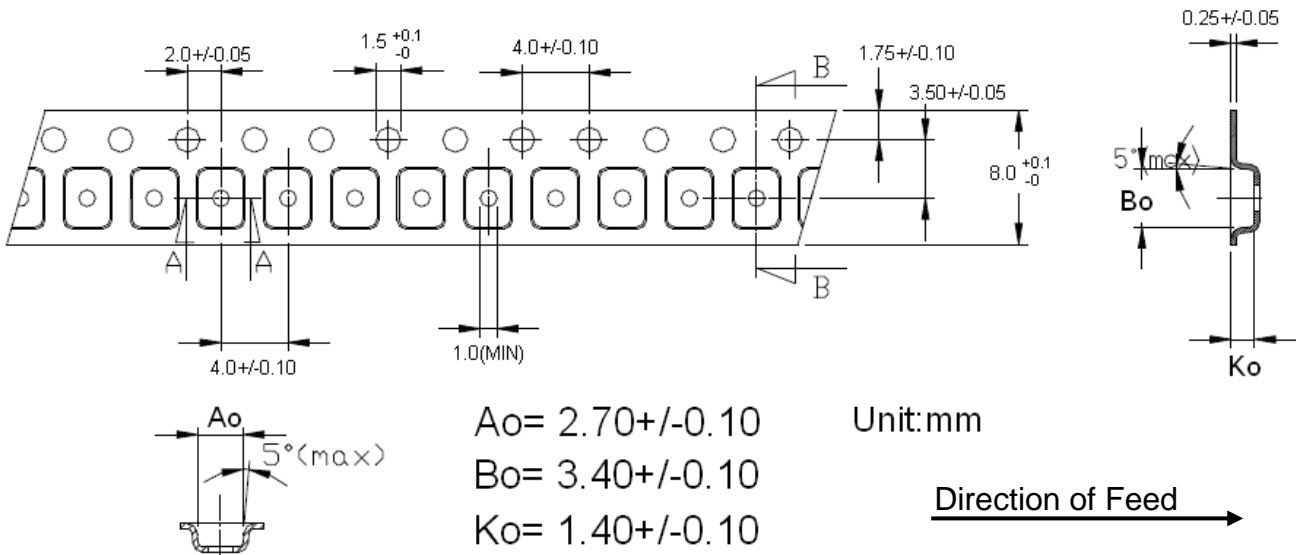 0.25+/-0.05
2.0+/-0.05
1.5 +0.1 -0
4.0+/-0.10
1.75+/-0.10
B
3.50+/-0.05
8.0 +0.1 -0
5°(max)
Bo
A
A
B
4.0+/-0.10
1.0(MIN)
Ko
Ao
5°(max)
Ao= 2.70+/-0.10
Unit:mm
Bo= 3.40+/-0.10
Ko= 1.40+/-0.10
Direction of Feed